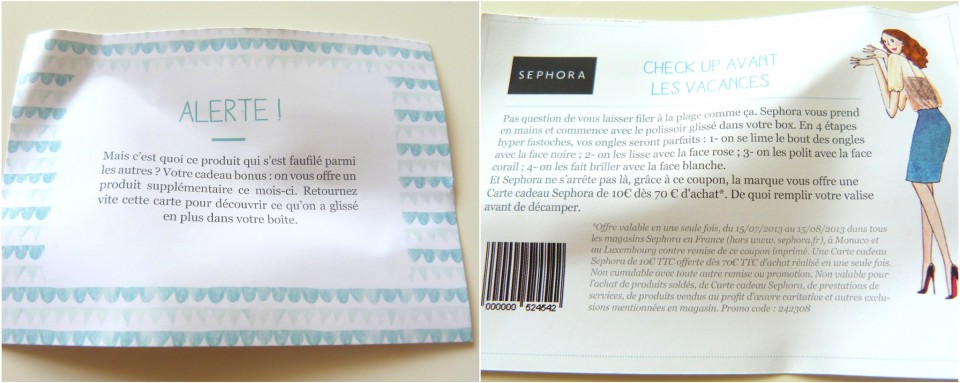 ALERTE !
Mais c'est quoi ce produit qui s'est faufilé parmi
les autres ? Votre cadeau bonus : on vous offre un
produit supplémentaire ce mois-ci. Retournez
vite cette carte pour découvrir ce qu'on a glissé
en plus dans votre boîte.
SEPHORA
CHECK UP AVANT
LES VACANCES
Pas question de vous laisser filer à la plage comme ça. Sephora vous prend
en mains et commence avec le polissoir glissé dans votre box. En 4 étapes
hyper fastoches, vos ongles seront parfaits : 1- on se lime le bout des ongles
avec la face noire ; 2- on les lisse avec la face rose ; 3- on les polit avec la face
corail ; 4- on les fait briller avec la face blanche.
Et Sephora ne s'arrête pas là, grâce à ce coupon, la marque vous offre une
Carte cadeau Sephora de 10€ dès 70 € d'achat*. De quoi remplir votre valise
avant de décamper.
*Offre valable en une seule fois, du 15/07/2013 au 15/08/2013 dans tous
les magasins Sephora en France (hors www. sephora.fr), à Monaco et
au Luxembourg contre remise de ce coupon imprimé. Une Carte cadeau
Sephora de 10€ TTC offerte dès 70€ TTC d'achat réalisé en une seule fois.
Non cumulable avec toute autre remise ou promotion. Non valable pour
l'achat de produits soldés, de Carte cadeau Sephora, de prestations de
services, de produits vendus au profit d'œuvre caritative et autres exclu-
sions mentionnées en magasin. Promo code : 242308
000000 524542